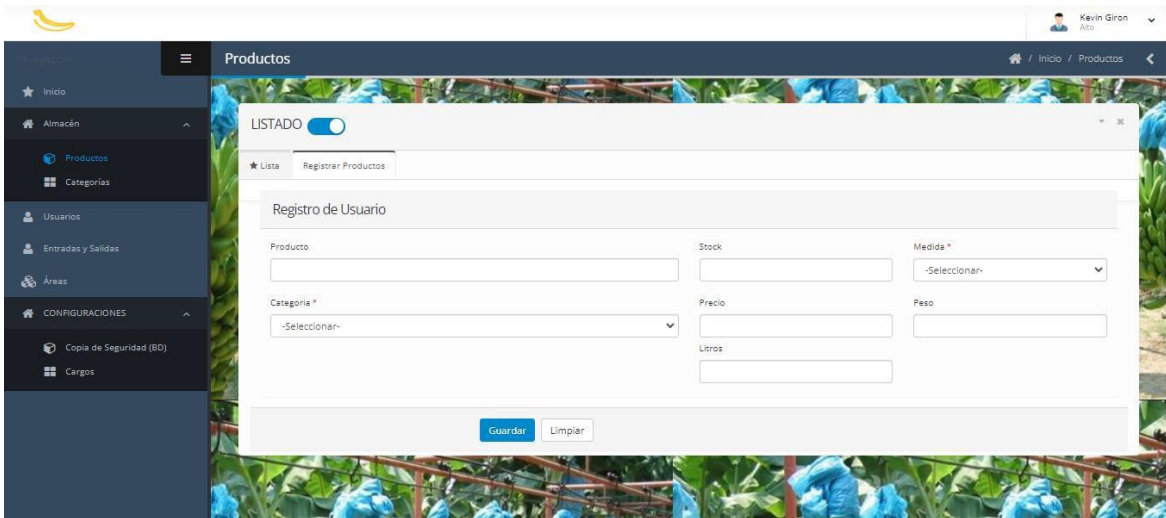 Kevin Giron
Alto
Productos
/ Inicio / Productos
Inicio
Almacén
Productos
Categorías
Usuarios
Entradas y Salidas
Áreas
CONFIGURACIONES
Copia de Seguridad (BD)
Cargos
LISTADO
Lista
Registrar Productos
Registro de Usuario
Producto
Stock
Medida *
-Seleccionar-
Categoria *
Precio
Peso
-Seleccionar-
Litros
Guardar
Limpiar